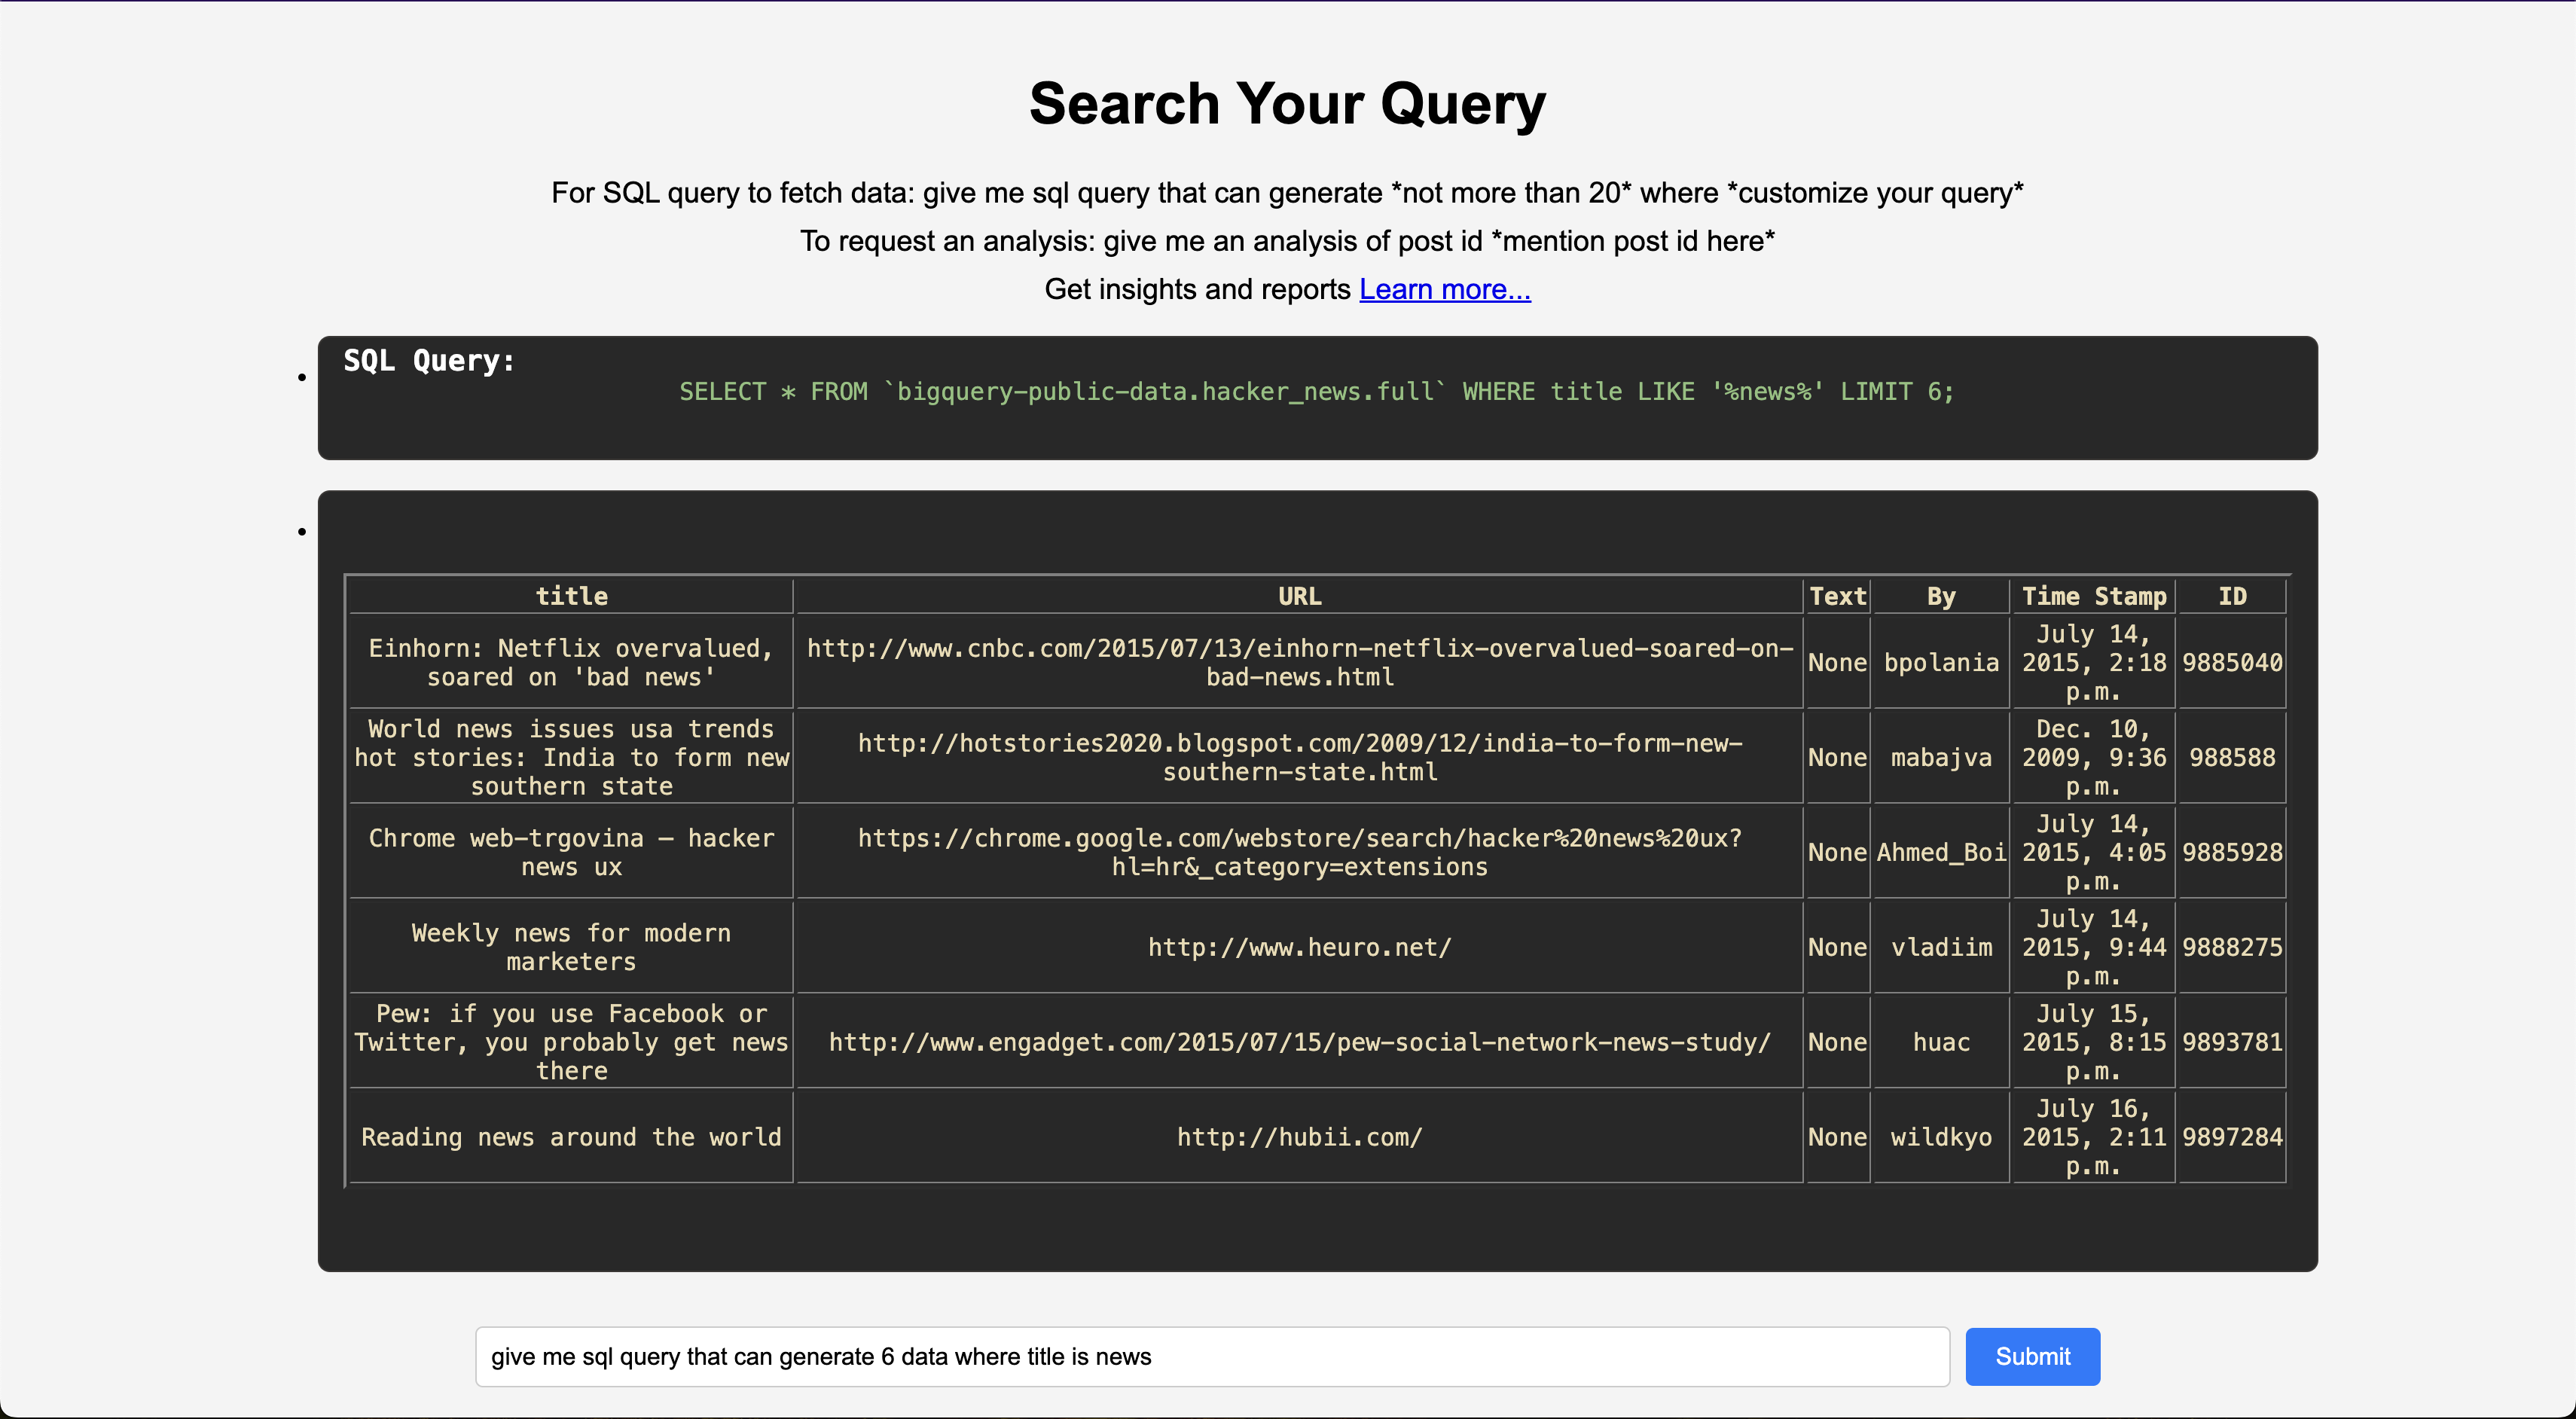 Search Your Query
For SQL query to fetch data: give me sql query that can generate *not more than 20* where *customize your query*
To request an analysis: give me an analysis of post id *mention post id here*
Get insights and reports Learn more...
SQL Query:
SELECT * FROM `bigquery-public-data.hacker_news.full` WHERE title LIKE '%news%' LIMIT 6;
title URL Text By Time Stamp ID
Einhorn: Netflix overvalued,
soared on 'bad news'
http://www.cnbc.com/2015/07/13/einhorn-netflix-overvalued-soared-on-
bad-news.html
None
bpolania
July 14,
2015, 2:18
p.m.
9885040
World news issues usa trends
hot stories: India to form new
southern state
http://hotstories2020.blogspot.com/2009/12/india-to-form-new-
southern-state.html
None
mabajva
Dec. 10,
2009, 9:36
p.m.
988588
Chrome web-trgovina – hacker
news ux
https://chrome.google.com/webstore/search/hacker%20news%20ux?
hl=hr&_category=extensions
None
Ahmed_Boi
July 14,
2015, 4:05
p.m.
9885928
Weekly news for modern
marketers
http://www.heuro.net/
None
vladiim
July 14,
2015, 9:44
p.m.
9888275
Pew: if you use Facebook or
Twitter, you probably get news
there
http://www.engadget.com/2015/07/15/pew-social-network-news-study/
None
huac
July 15,
2015, 8:15
p.m.
9893781
Reading news around the world
http://hubii.com/
None
wildkyo
July 16,
2015, 2:11
p.m.
9897284
give me sql query that can generate 6 data where title is news
Submit